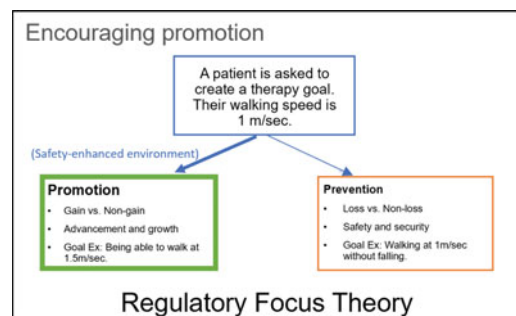 Encouraging promotion
A patient is asked to
create a therapy goal.
Their walking speed is
1 m/sec.
(Safety-enhanced environment)
Promotion
• Gain vs. Non-gain
• Advancement and growth
• Goal Ex: Being able to walk at
1.5m/sec.
Prevention
• Loss vs. Non-loss
• Safety and security
• Goal Ex: Walking at 1m/sec
without falling.
Regulatory Focus Theory